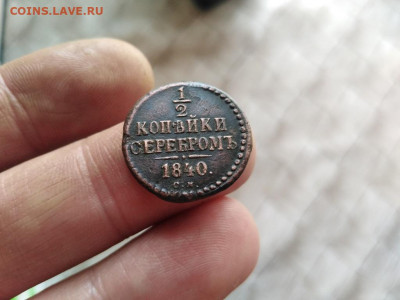 COINS.LAVE.RU
1
2
КОПѢЙКИ
СЕРЕБРОМЪ
1840.
С.М.